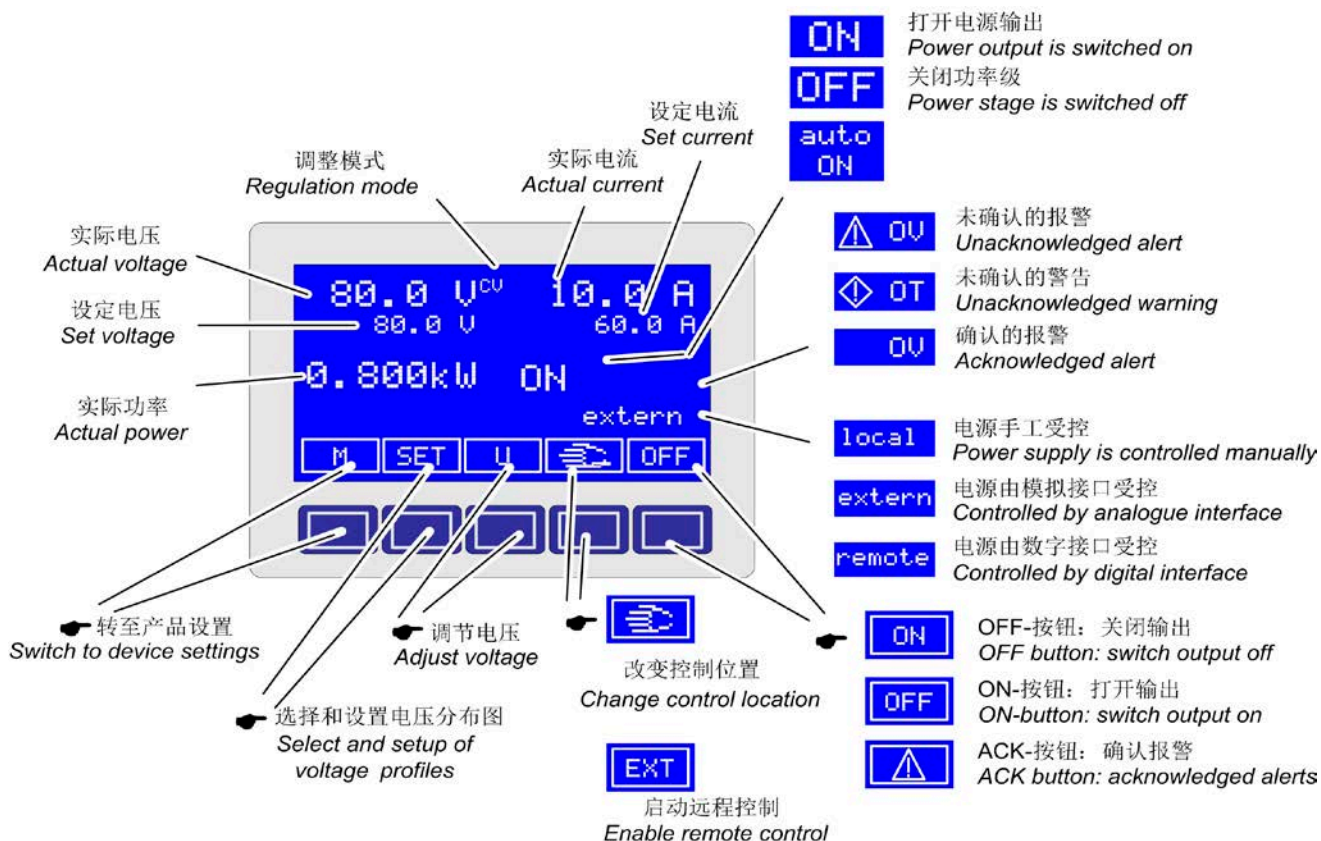 ON
打开电源输出
Power output is switched on
OFF
关闭功率级
Power stage is switched off
auto
ON
设定电流
Set current
调整模式
Regulation mode
实际电流
Actual current
实际电压
Actual voltage
设定电压
Set voltage
实际功率
Actual power
80.0 V CV 10.0 A
80.0 V 60.0 A
0.800kW ON
extern
M SET U OFF
OV
未确认的报警
Unacknowledged alert
OT
未确认的警告
Unacknowledged warning
OV
确认的报警
Acknowledged alert
local
电源手工受控
Power supply is controlled manually
extern
电源由模拟接口受控
Controlled by analogue interface
remote
电源由数字接口受控
Controlled by digital interface
转至产品设置
Switch to device settings
调节电压
Adjust voltage
选择和设置电压分布图
Select and setup of
voltage profiles
改变控制位置
Change control location
EXT
启动远程控制
Enable remote control
ON
OFF-按钮：关闭输出
OFF button: switch output off
OFF
ON-按钮：打开输出
ON-button: switch output on
ACK-按钮：确认报警
ACK button: acknowledged alerts